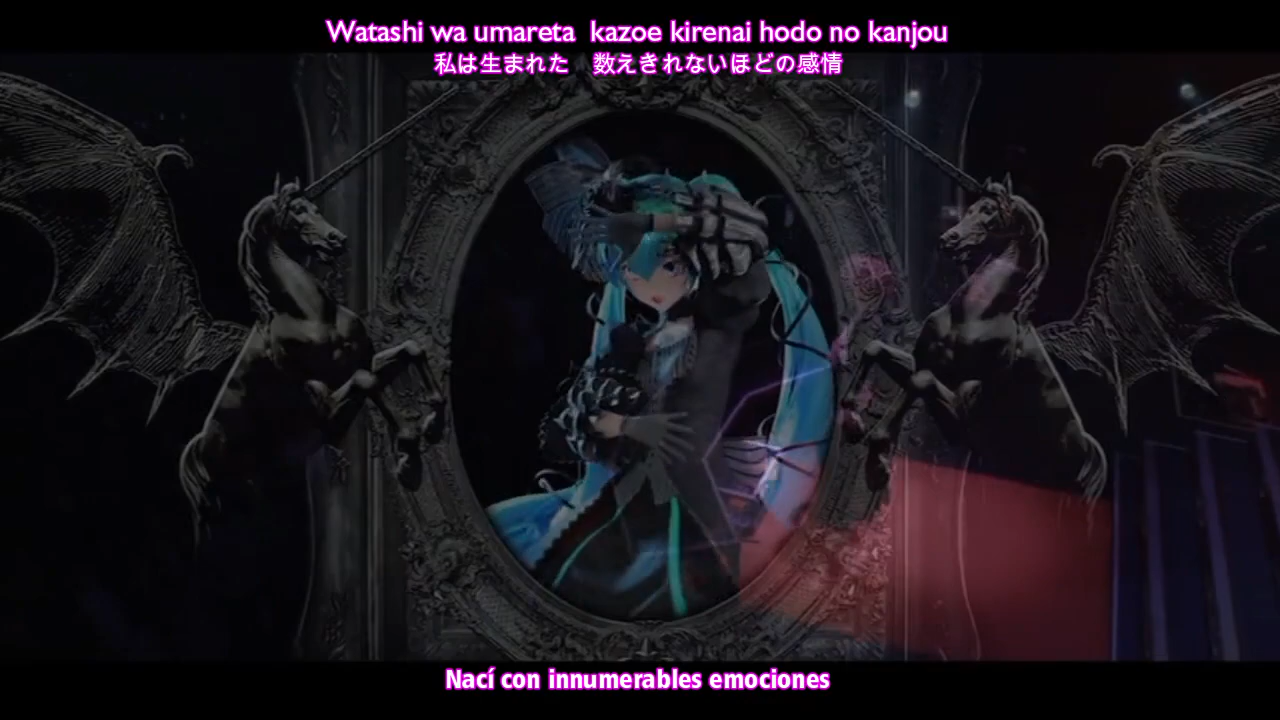 Watashi wa umareta  kazoe kirenai hodo no kanjou
私は生まれた　数えきれないほどの感情
Nací con innumerables emociones